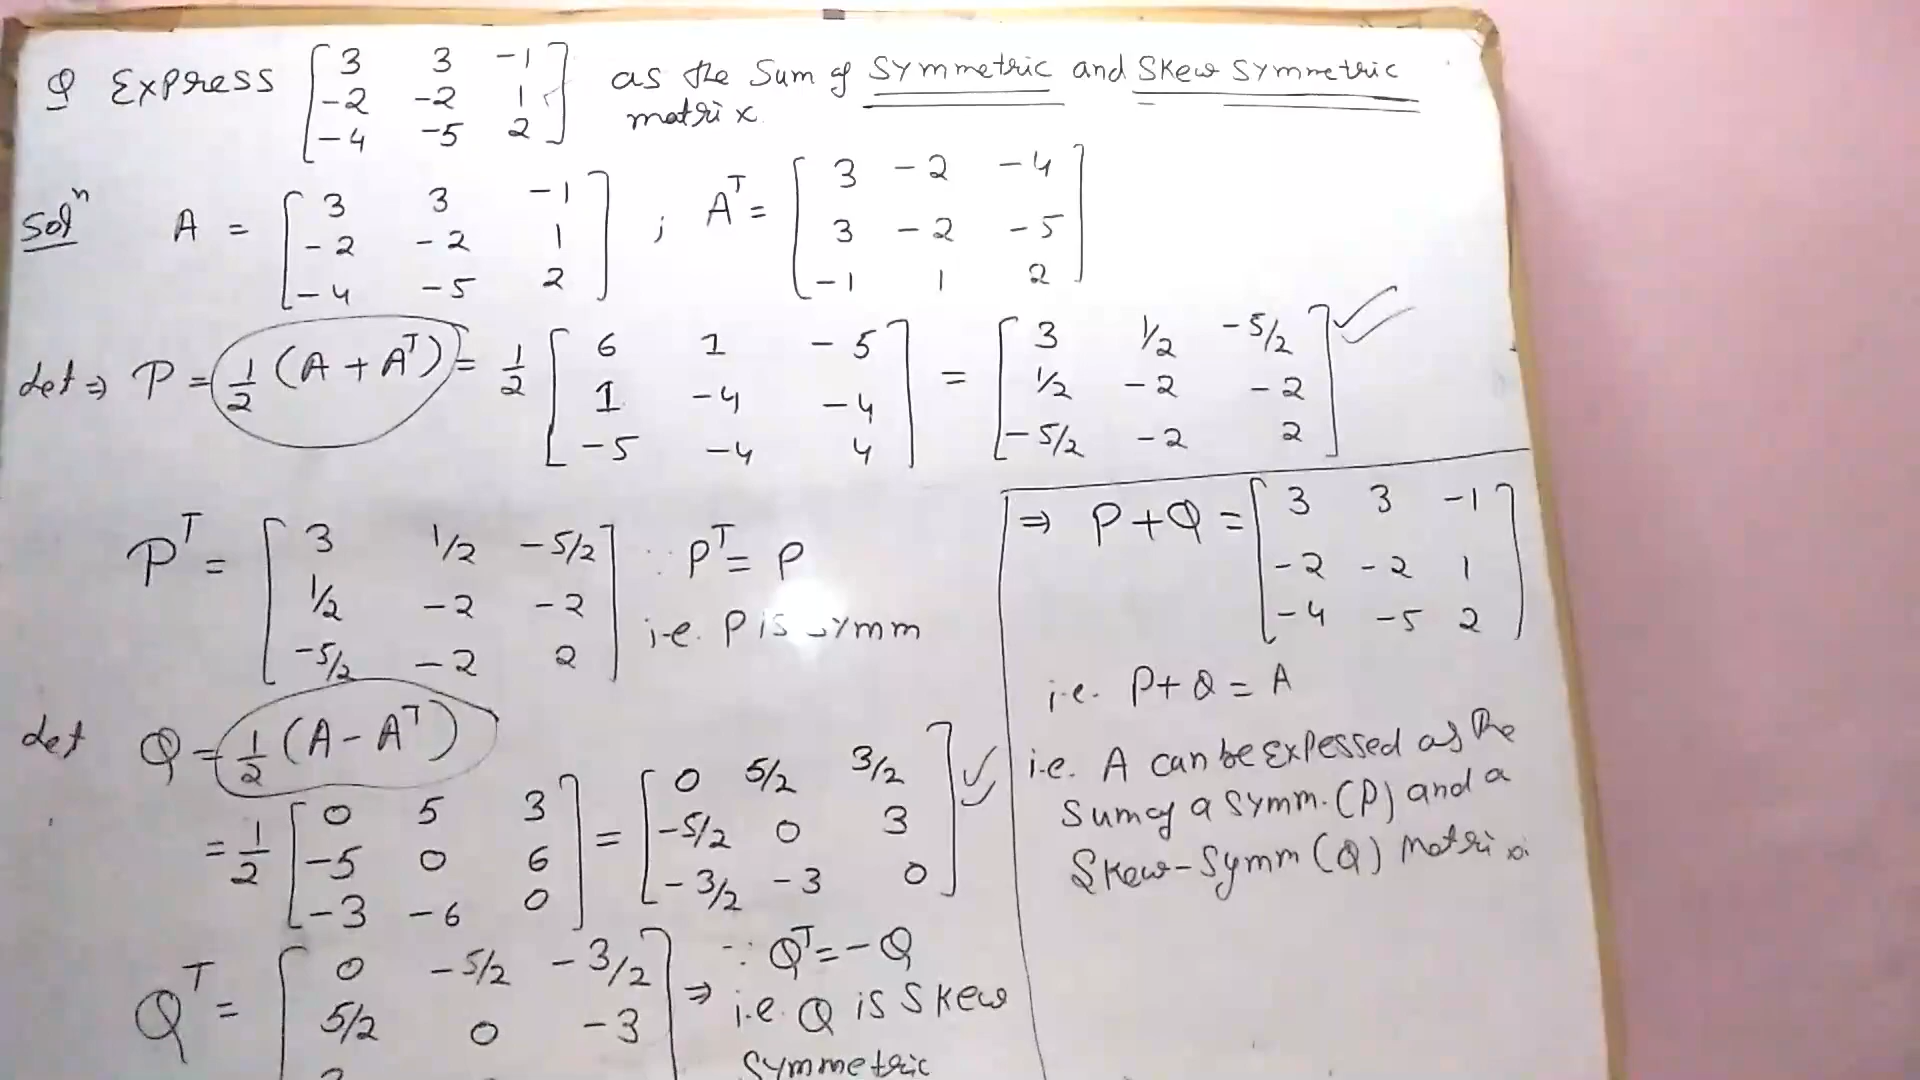 Q Express [3 3 -1; -2 -2 1; -4 -5 2] as the Sum of Symmetric and Skew Symmetric
matrix.
Solⁿ A = [3 3 -1; -2 -2 1; -4 -5 2] ; Aᵀ = [3 -2 -4; 3 -2 -5; -1 1 2]
let ⇒ P = 1/2 (A + Aᵀ) = 1/2 [6 1 -5; 1 -4 -4; -5 -4 4] = [3 1/2 -5/2; 1/2 -2 -2; -5/2 -2 2]
Pᵀ = [3 1/2 -5/2; 1/2 -2 -2; -5/2 -2 2] ∵ Pᵀ = P
i.e. P is symm
let Q = 1/2 (A - Aᵀ)
= 1/2 [0 5 3; -5 0 6; -3 -6 0] = [0 5/2 3/2; -5/2 0 3; -3/2 -3 0]
Qᵀ = [0 -5/2 -3/2; 5/2 0 -3;
⇒ ∵ Qᵀ = -Q
i.e. Q is Skew
Symmetric
⇒ P + Q = [3 3 -1; -2 -2 1; -4 -5 2]
i.e. P + Q = A
i.e. A can be Expessed as the
Sum of a Symm. (P) and a
Skew-Symm (Q) Matrix.